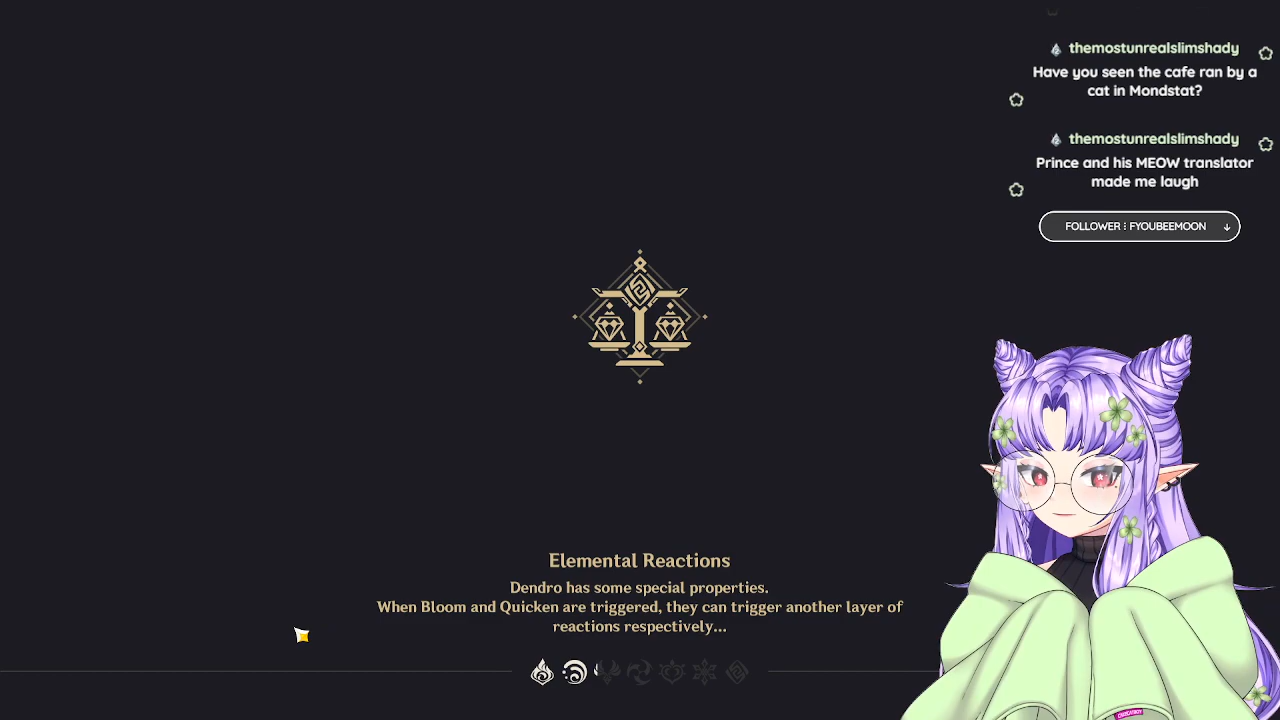 themostunrealslimshady
Have you seen the cafe ran by a
cat in Mondstat?
themostunrealslimshady
Prince and his MEOW translator
made me laugh
FOLLOWER : FYOUBEEMOON
Elemental Reactions
Dendro has some special properties.
When Bloom and Quicken are triggered, they can trigger another layer of
reactions respectively...